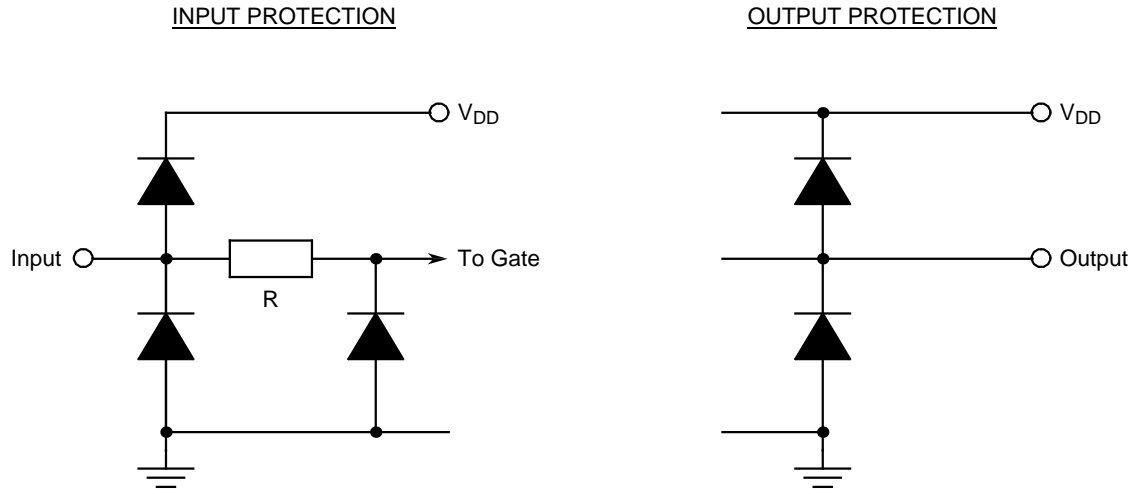 INPUT PROTECTION
OUTPUT PROTECTION
VDD
VDD
Input
To Gate
Output
R